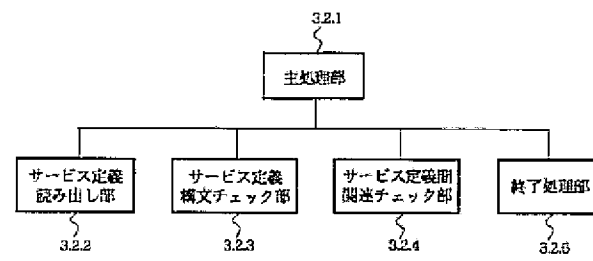 3.2.1
主処理部
サービス定義
読み出し部
サービス定義
構文チェック部
サービス定義間
関連チェック部
終了処理部
3.2.2
3.2.3
3.2.4
3.2.5